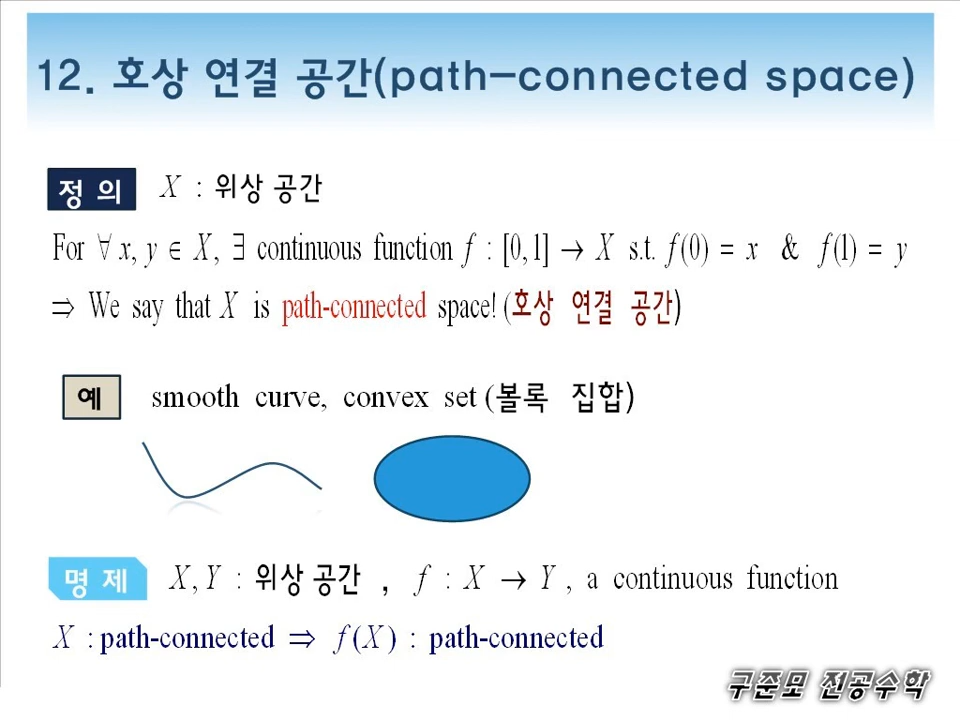 12. 호상 연결 공간(path-connected space)
정 의 X : 위상 공간
For ∀ x, y ∈ X, ∃ continuous function f : [0,1] → X s.t. f(0) = x & f(1) = y
⇒ We say that X is path-connected space! (호상 연결 공간)
예 smooth curve, convex set (볼록 집합)
명 제 X, Y : 위상 공간 , f : X → Y , a continuous function
X : path-connected ⇒ f(X) : path-connected
구준모 전공수학